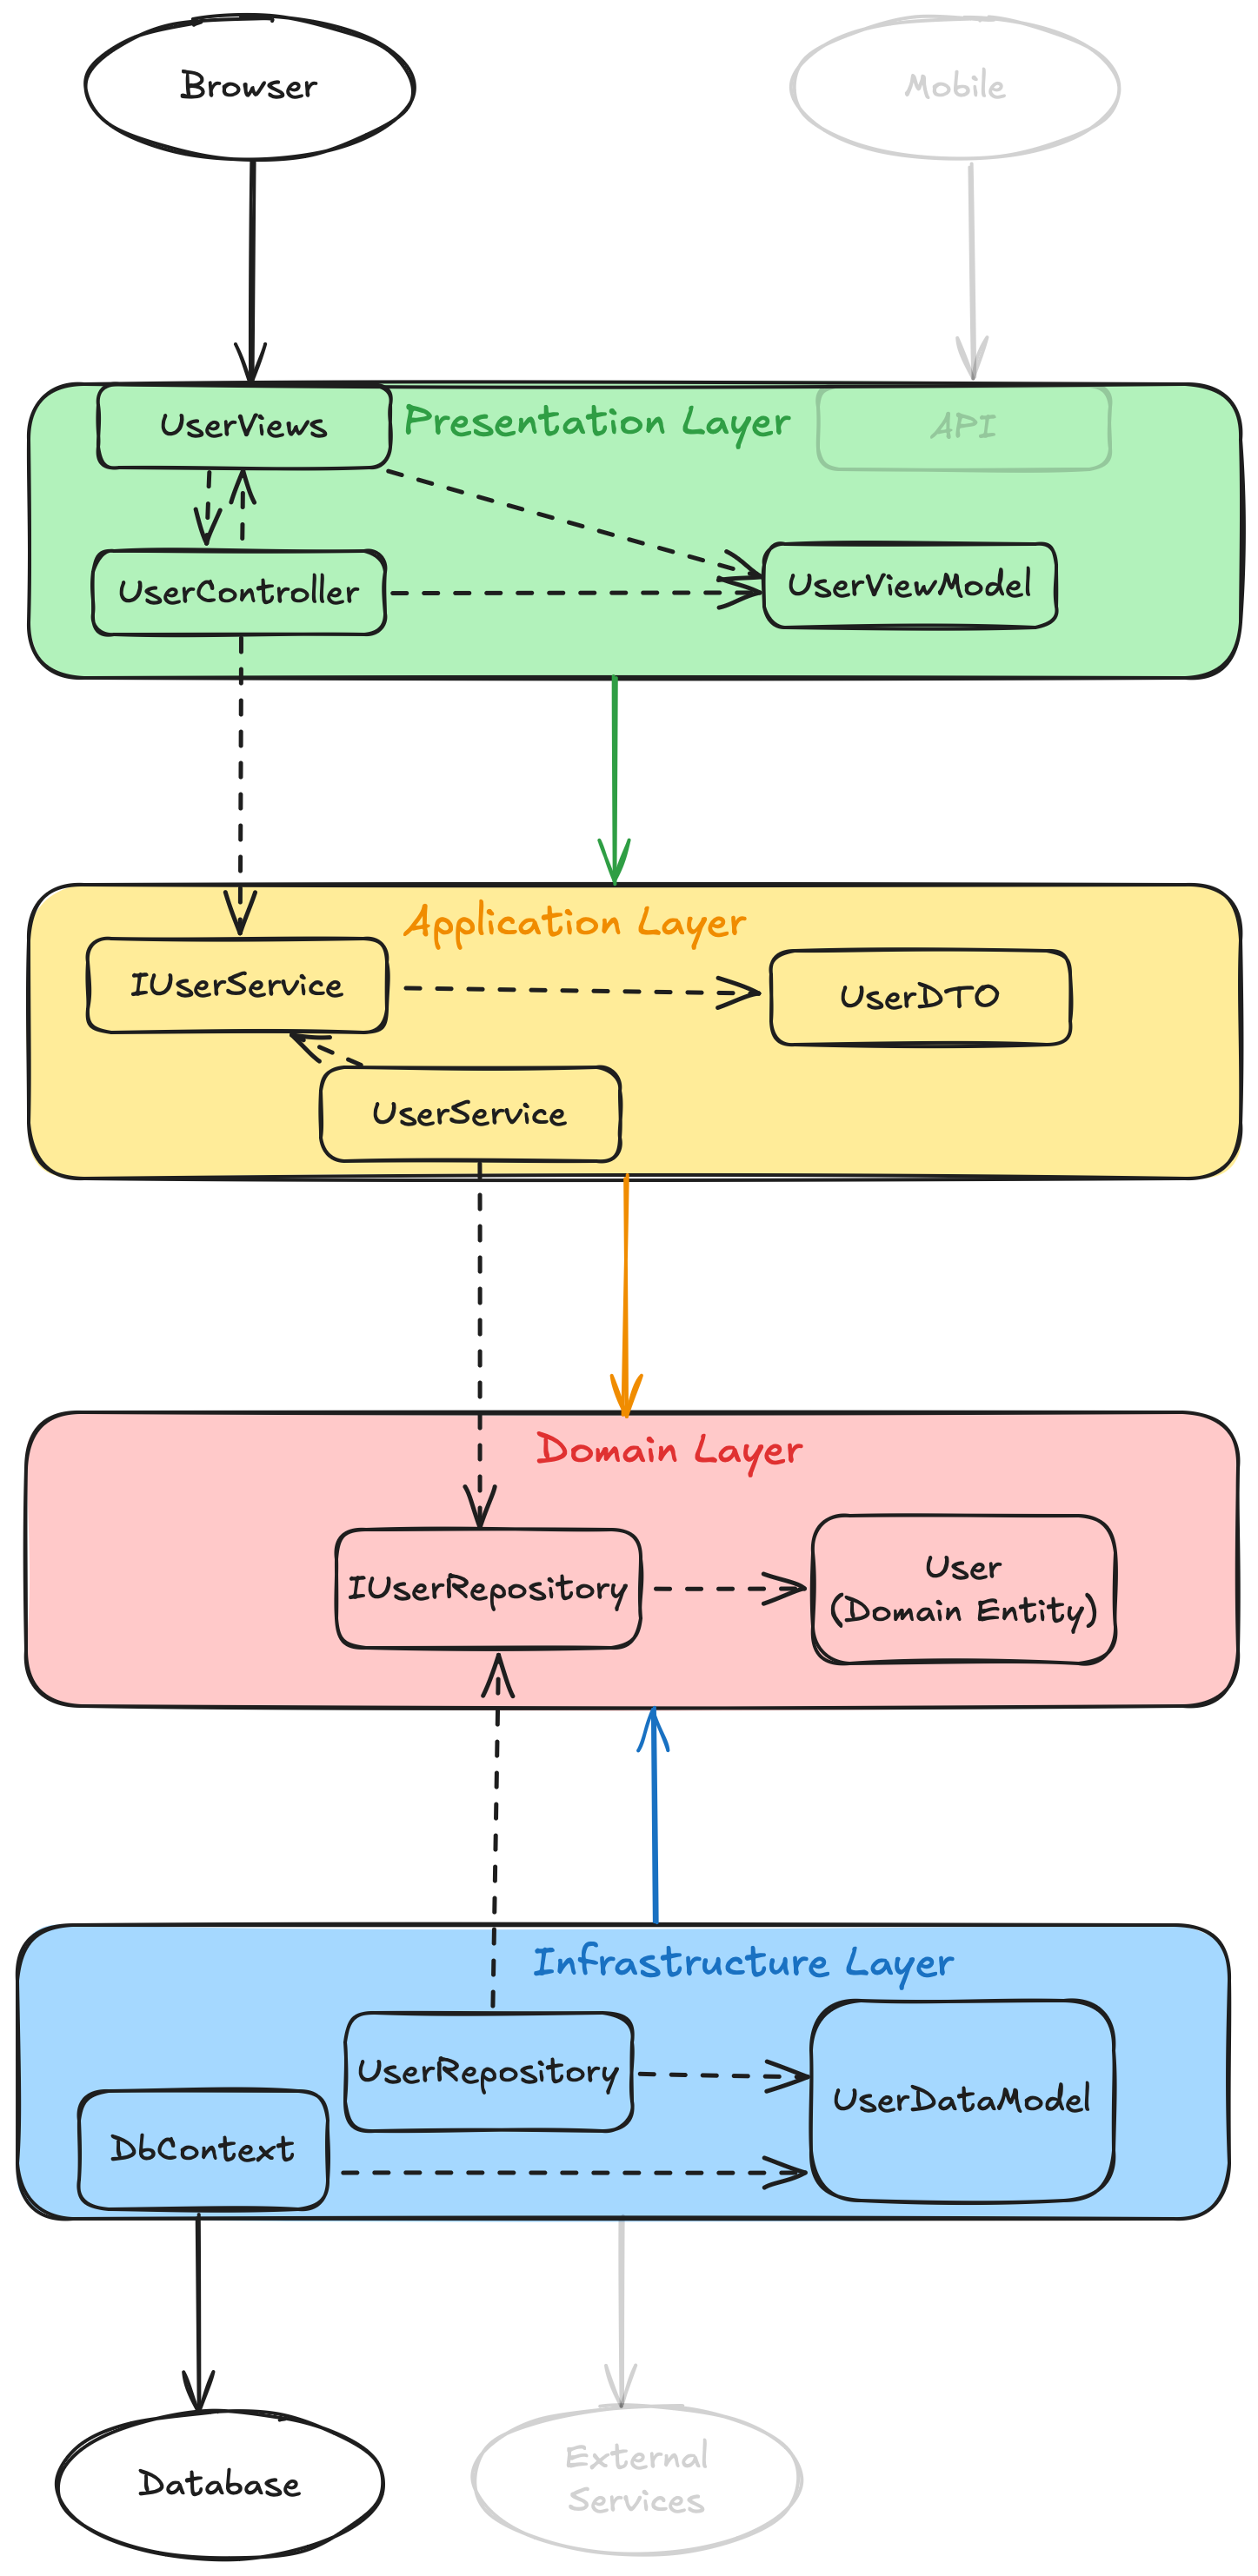 Browser
Mobile
UserViews
Presentation Layer
API
UserController
UserViewModel
Application Layer
IUserService
UserDTO
UserService
Domain Layer
IUserRepository
User
(Domain Entity)
Infrastructure Layer
UserRepository
UserDataModel
DbContext
Database
External
Services